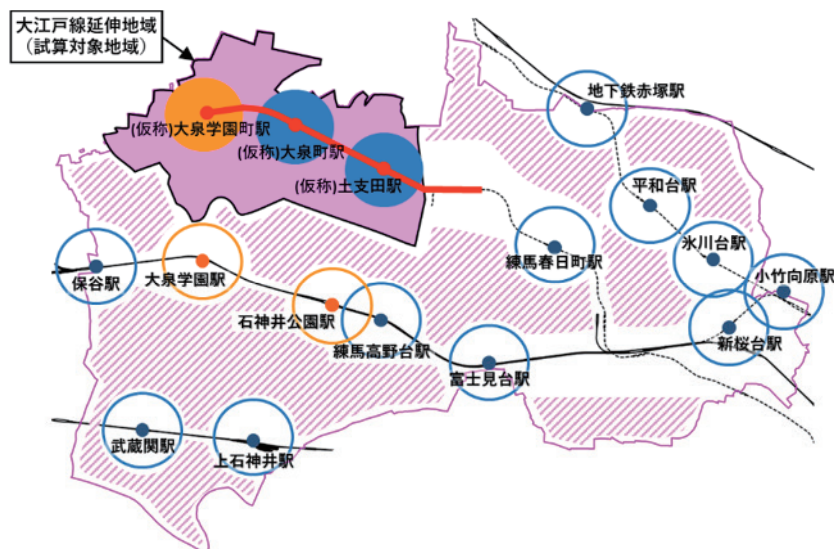 大江戸線延伸地域
(試算対象地域)
地下鉄赤塚駅
(仮称)大泉学園町駅
(仮称)大泉町駅
(仮称)土支田駅
平和台駅
氷川台駅
小竹向原駅
練馬春日町駅
保谷駅
大泉学園駅
石神井公園駅
練馬高野台駅
新桜台駅
富士見台駅
武蔵関駅
上石神井駅